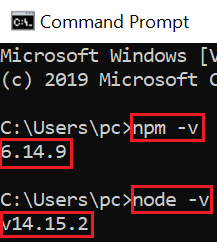 Command Prompt
Microsoft Windows [V
(c) 2019 Microsoft C
C:\Users\pc>npm -v
6.14.9
C:\Users\pc>node -v
v14.15.2